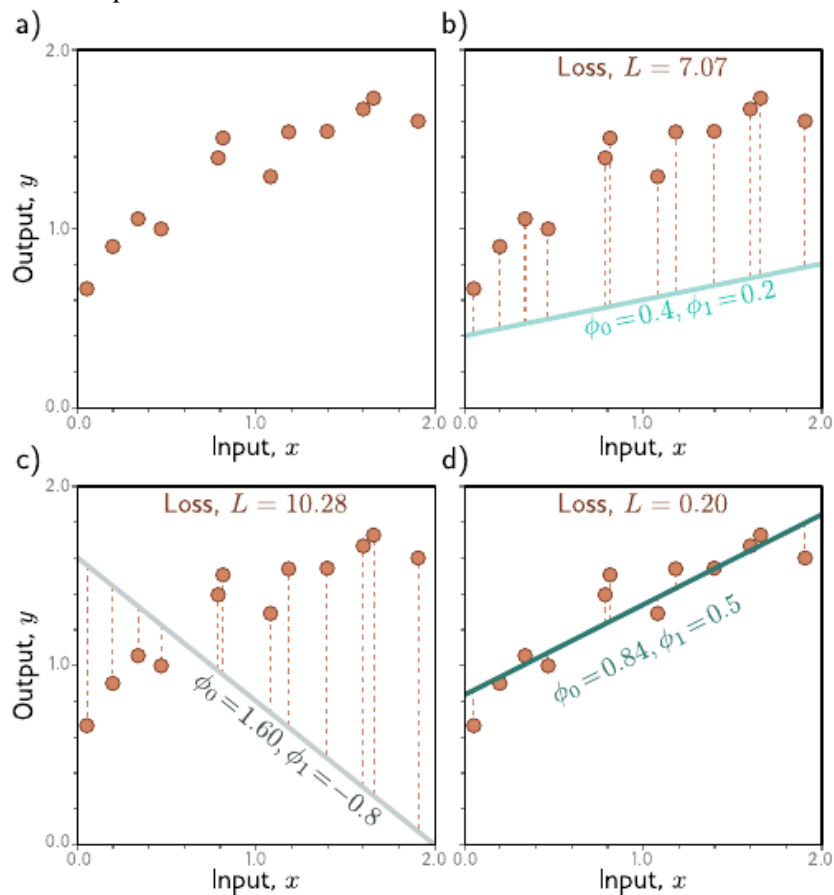 a)
2.0
1.0
0.0
Output, y
0.0
1.0
2.0
Input, x
b)
Loss, L = 7.07
ϕ₀ = 0.4, ϕ₁ = 0.2
0.0
0.0
1.0
2.0
Input, x
c)
2.0
1.0
0.0
Output, y
Loss, L = 10.28
ϕ₀ = 1.60, ϕ₁ = −0.8
0.0
1.0
2.0
Input, x
d)
Loss, L = 0.20
ϕ₀ = 0.84, ϕ₁ = 0.5
0.0
1.0
2.0
Input, x